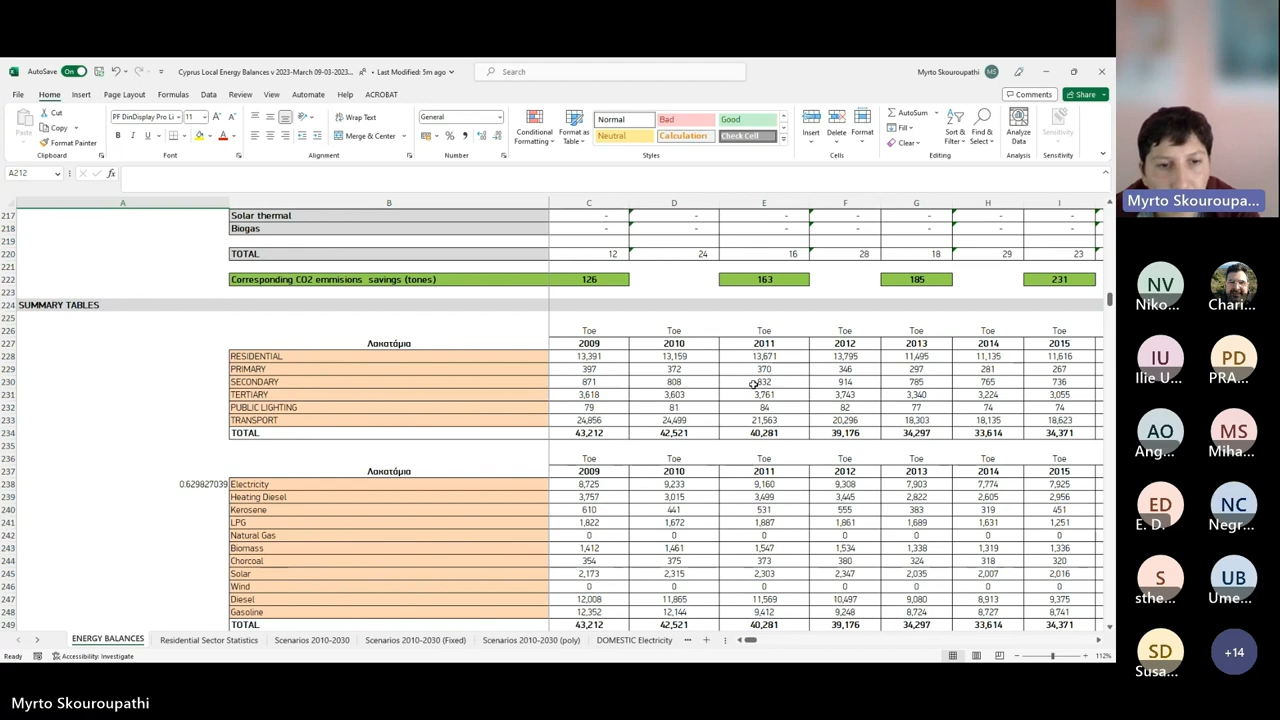 AutoSave On Cyprus Local Energy Balances v 2023-March 09-03-2023... • Last Modified: 5m ago Search Myrto Skouroupathi MS
File Home Insert Page Layout Formulas Data Review View Automate Help ACROBAT Comments Share
Paste Cut Copy Format Painter Clipboard
PF DinDisplay Pro Li 11 B I U A A Font
Wrap Text Merge & Center Alignment
General % Number
Conditional Formatting Format as Table Normal Bad Good Neutral Calculation Check Cell Styles
Insert Delete Format Cells
AutoSum Fill Clear Sort & Filter Find & Select Editing
Analyze Data Analysis
Sensitivity Sensitivity
A212 fx
A B C D E F G H I
217 Solar thermal - - - - - - -
218 Biogas - - - - - - -
219
220 TOTAL 12 24 16 28 18 29 23
221
222 Corresponding CO2 emmisions savings (tones) 126 163 185 231
223
224 SUMMARY TABLES
225
226 Toe Toe Toe Toe Toe Toe Toe
227 Λακατάμια 2009 2010 2011 2012 2013 2014 2015
228 RESIDENTIAL 13,391 13,159 13,671 13,795 11,495 11,135 11,616
229 PRIMARY 397 372 370 346 297 281 267
230 SECONDARY 871 808 832 914 785 765 736
231 TERTIARY 3,618 3,603 3,761 3,743 3,340 3,224 3,055
232 PUBLIC LIGHTING 79 81 84 82 77 74 74
233 TRANSPORT 24,856 24,499 21,563 20,296 18,303 18,135 18,623
234 TOTAL 43,212 42,521 40,281 39,176 34,297 33,614 34,371
235
236 Toe Toe Toe Toe Toe Toe Toe
237 Λακατάμια 2009 2010 2011 2012 2013 2014 2015
238 0.629827039 Electricity 8,725 9,233 9,160 9,308 7,903 7,774 7,925
239 Heating Diesel 3,757 3,015 3,499 3,445 2,822 2,605 2,956
240 Kerosene 610 441 531 555 383 319 451
241 LPG 1,822 1,672 1,887 1,861 1,689 1,631 1,251
242 Natural Gas 0 0 0 0 0 0 0
243 Biomass 1,412 1,461 1,547 1,534 1,338 1,319 1,336
244 Chorcoal 354 375 373 380 324 318 320
245 Solar 2,173 2,315 2,303 2,347 2,035 2,007 2,016
246 Wind 0 0 0 0 0 0 0
247 Diesel 12,008 11,865 11,569 10,497 9,080 8,913 9,375
248 Gasoline 12,352 12,144 9,412 9,248 8,724 8,727 8,741
249 TOTAL 43,212 42,521 40,281 39,176 34,297 33,614 34,371
ENERGY BALANCES Residential Sector Statistics Scenarios 2010-2030 Scenarios 2010-2030 (Fixed) Scenarios 2010-2030 (poly) DOMESTIC Electricity ...
Ready Accessibility: Investigate 112%
Myrto Skouroupa...
NV
Niko...
Chari...
IU
Ilie U...
PD
PRA...
AO
Ang...
MS
Miha...
ED
E. D.
NC
Negr...
S
sthe...
UB
Ume...
SD
Susa...
+14
Myrto Skouroupathi